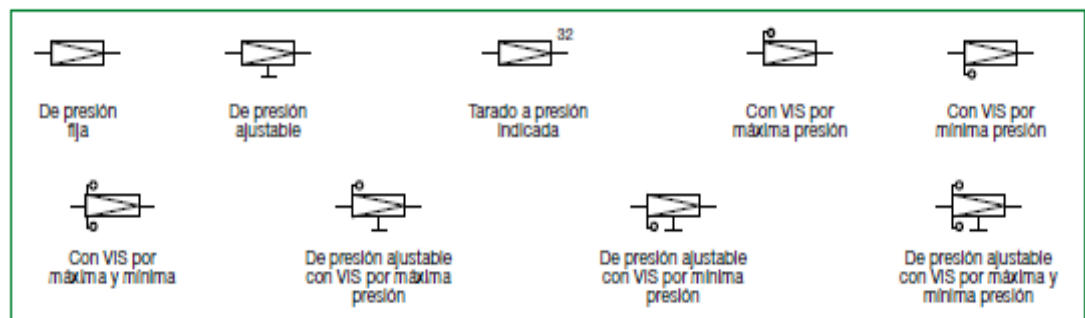 32
De presión
fija
De presión
ajustable
Tarado a presión
indicada
Con VIS por
máxima presión
Con VIS por
mínima presión
Con VIS por
máxima y mínima
De presión ajustable
con VIS por máxima
presión
De presión ajustable
con VIS por mínima
presión
De presión ajustable
con VIS por máxima y
mínima presión